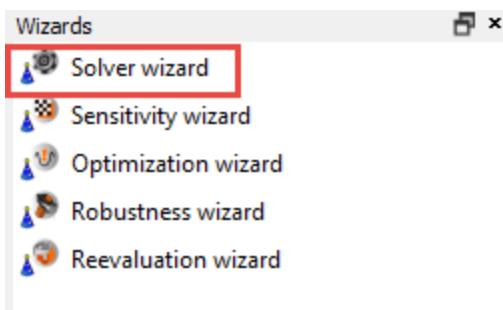 Wizards
Solver wizard
Sensitivity wizard
Optimization wizard
Robustness wizard
Reevaluation wizard